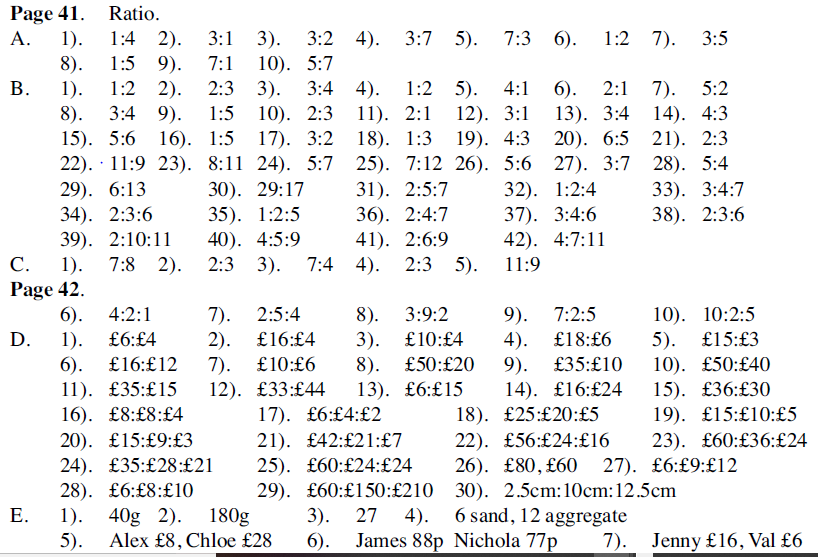 Page 41. Ratio.
A. 1). 1:4 2). 3:1 3). 3:2 4). 3:7 5). 7:3 6). 1:2 7). 3:5
8). 1:5 9). 7:1 10). 5:7
B. 1). 1:2 2). 2:3 3). 3:4 4). 1:2 5). 4:1 6). 2:1 7). 5:2
8). 3:4 9). 1:5 10). 2:3 11). 2:1 12). 3:1 13). 3:4 14). 4:3
15). 5:6 16). 1:5 17). 3:2 18). 1:3 19). 4:3 20). 6:5 21). 2:3
22). 11:9 23). 8:11 24). 5:7 25). 7:12 26). 5:6 27). 3:7 28). 5:4
29). 6:13 30). 29:17 31). 2:5:7 32). 1:2:4 33). 3:4:7
34). 2:3:6 35). 1:2:5 36). 2:4:7 37). 3:4:6 38). 2:3:6
39). 2:10:11 40). 4:5:9 41). 2:6:9 42). 4:7:11
C. 1). 7:8 2). 2:3 3). 7:4 4). 2:3 5). 11:9
Page 42.
6). 4:2:1 7). 2:5:4 8). 3:9:2 9). 7:2:5 10). 10:2:5
D. 1). £6:£4 2). £16:£4 3). £10:£4 4). £18:£6 5). £15:£3
6). £16:£12 7). £10:£6 8). £50:£20 9). £35:£10 10). £50:£40
11). £35:£15 12). £33:£44 13). £6:£15 14). £16:£24 15). £36:£30
16). £8:£8:£4 17). £6:£4:£2 18). £25:£20:£5 19). £15:£10:£5
20). £15:£9:£3 21). £42:£21:£7 22). £56:£24:£16 23). £60:£36:£24
24). £35:£28:£21 25). £60:£24:£24 26). £80, £60 27). £6:£9:£12
28). £6:£8:£10 29). £60:£150:£210 30). 2.5cm:10cm:12.5cm
E. 1). 40g 2). 180g 3). 27 4). 6 sand, 12 aggregate
5). Alex £8, Chloe £28 6). James 88p Nichola 77p 7). Jenny £16, Val £6